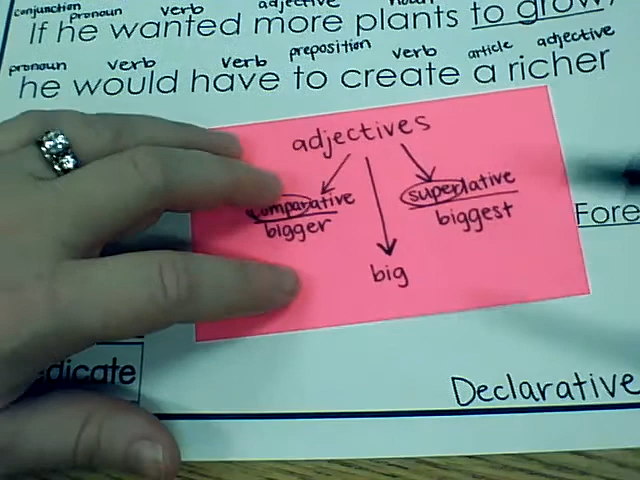 conjunction pronoun verb adjective
If he wanted more plants to grow,
pronoun verb verb preposition verb article adjective
he would have to create a richer
adjectives
comparative superlative
bigger biggest
big
Fore
dicate
Declarative